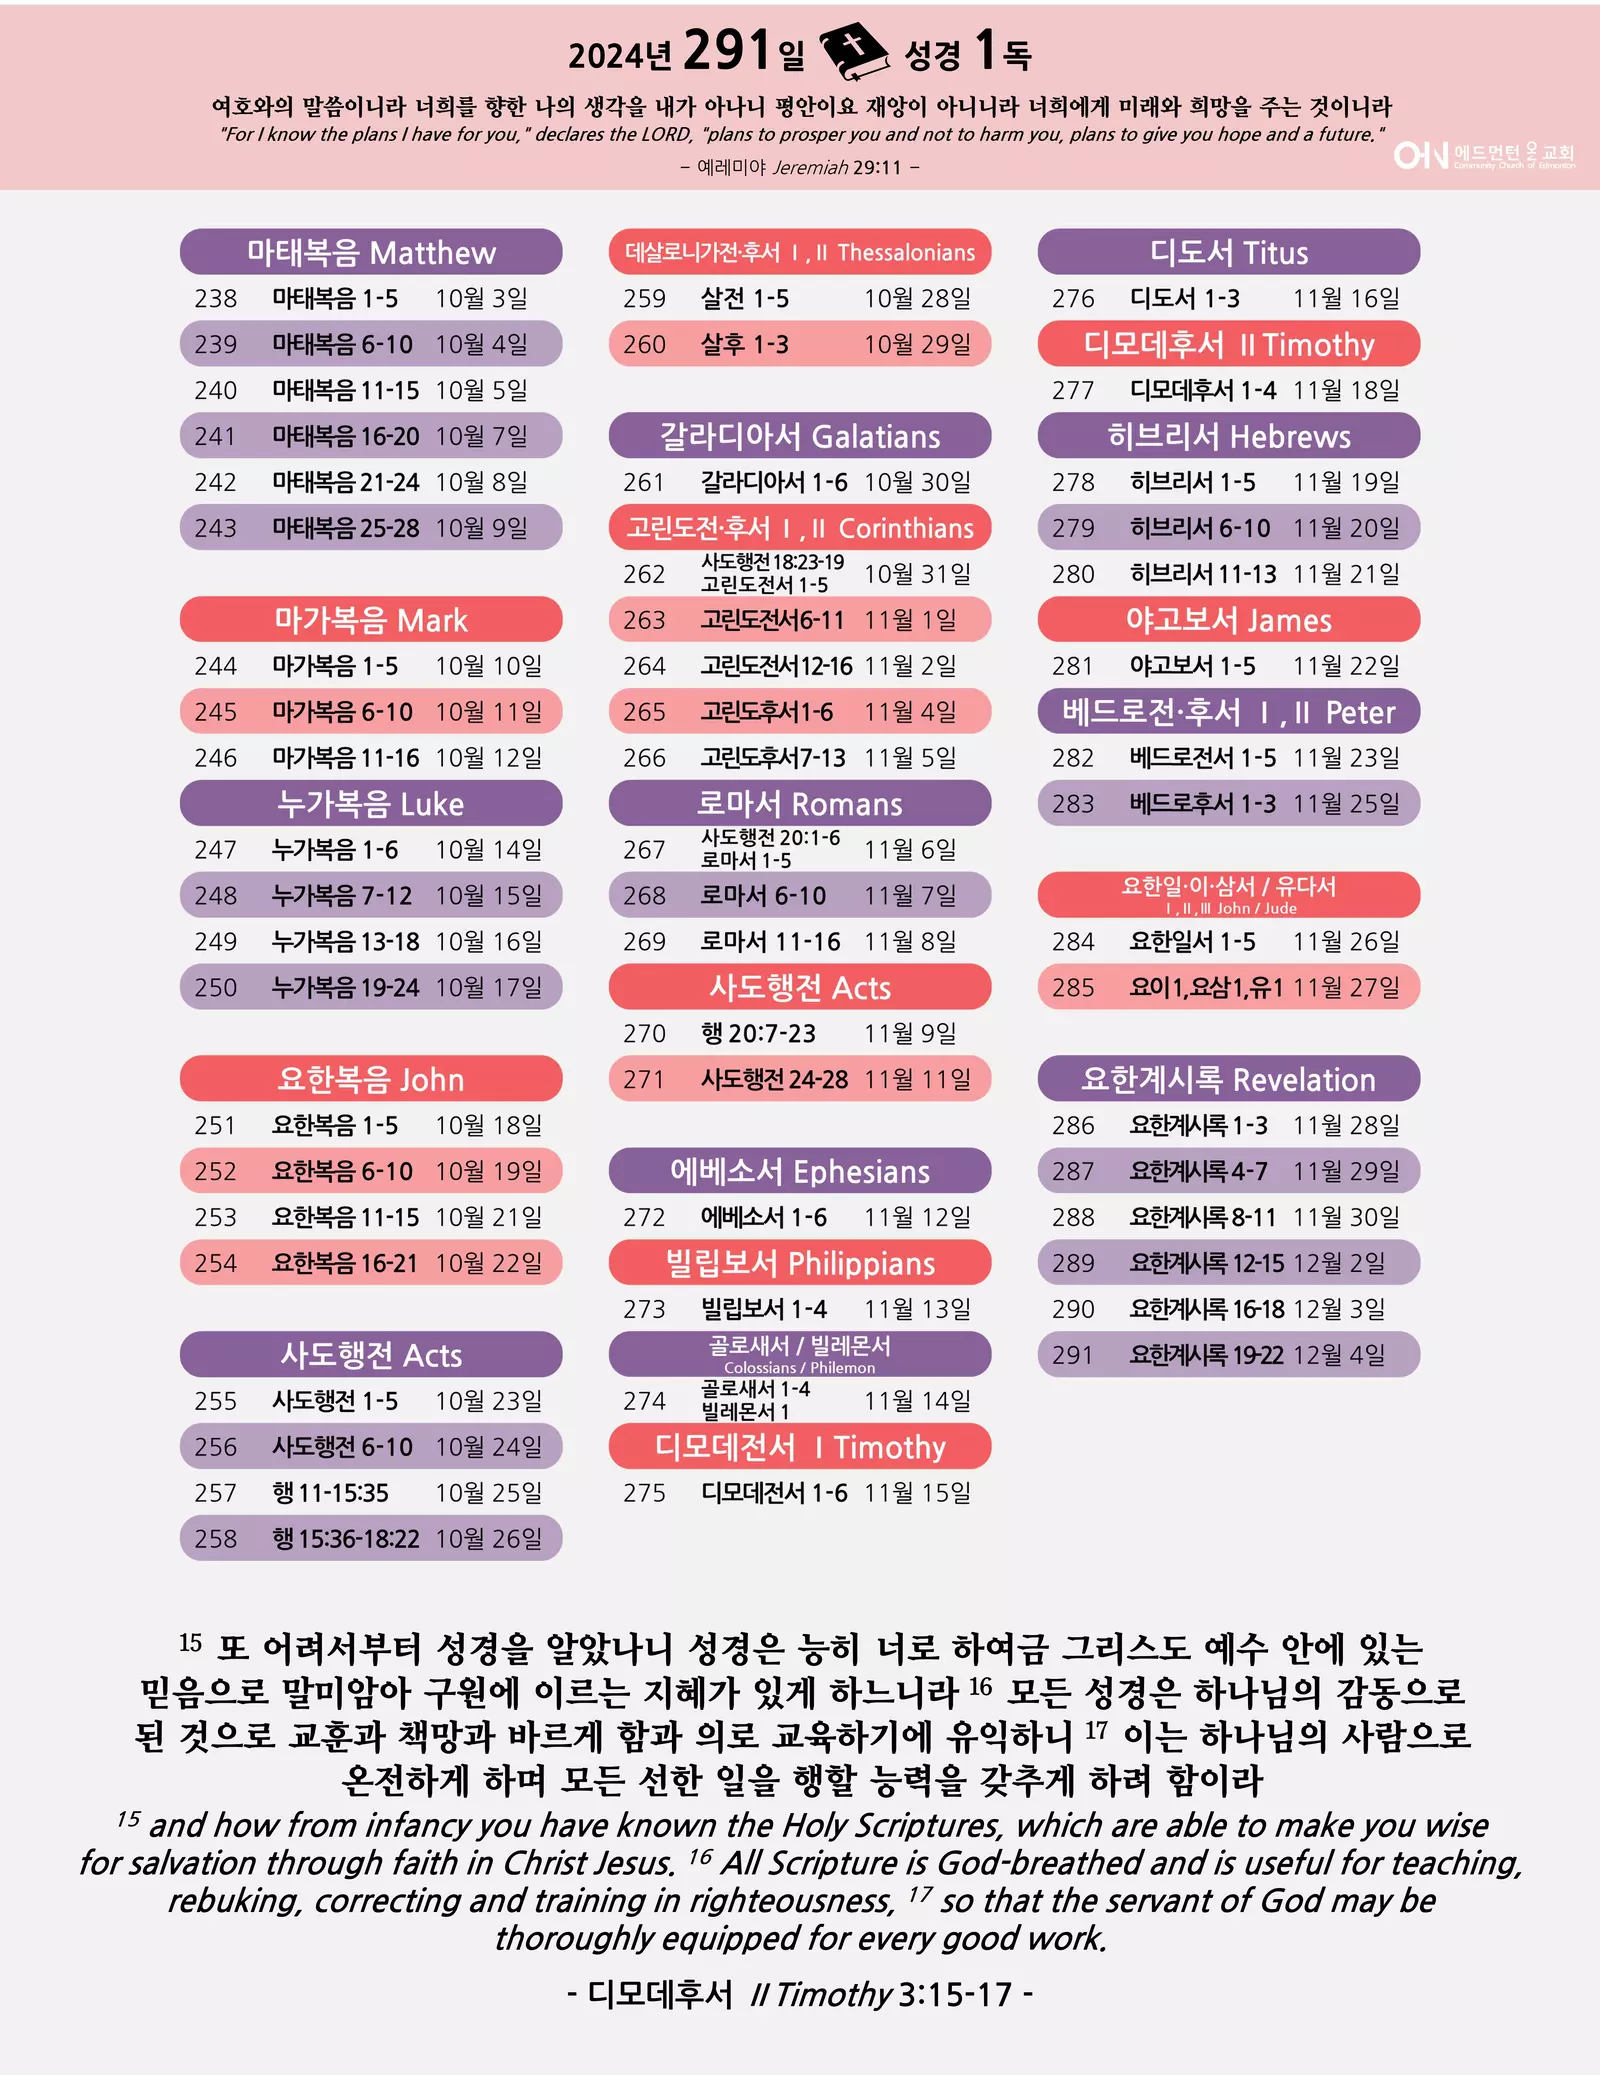 2024년 291일 성경 1독
여호와의 말씀이니라 너희를 향한 나의 생각을 내가 아나니 평안이요 재앙이 아니니라 너희에게 미래와 희망을 주는 것이니라
"For I know the plans I have for you," declares the LORD, "plans to prosper you and not to harm you, plans to give you hope and a future."
– 예레미야 Jeremiah 29:11 –
OHN 에드먼턴 온 교회
Community Church of Edmonton
마태복음 Matthew
238 마태복음 1-5 10월 3일
239 마태복음 6-10 10월 4일
240 마태복음 11-15 10월 5일
241 마태복음 16-20 10월 7일
242 마태복음 21-24 10월 8일
243 마태복음 25-28 10월 9일
마가복음 Mark
244 마가복음 1-5 10월 10일
245 마가복음 6-10 10월 11일
246 마가복음 11-16 10월 12일
누가복음 Luke
247 누가복음 1-6 10월 14일
248 누가복음 7-12 10월 15일
249 누가복음 13-18 10월 16일
250 누가복음 19-24 10월 17일
요한복음 John
251 요한복음 1-5 10월 18일
252 요한복음 6-10 10월 19일
253 요한복음 11-15 10월 21일
254 요한복음 16-21 10월 22일
사도행전 Acts
255 사도행전 1-5 10월 23일
256 사도행전 6-10 10월 24일
257 행 11-15:35 10월 25일
258 행 15:36-18:22 10월 26일
데살로니가전·후서 Ⅰ,Ⅱ Thessalonians
259 살전 1-5 10월 28일
260 살후 1-3 10월 29일
갈라디아서 Galatians
261 갈라디아서 1-6 10월 30일
고린도전·후서 Ⅰ,Ⅱ Corinthians
262 사도행전 18:23-19 10월 31일
고린도전서 1-5
263 고린도전서 6-11 11월 1일
264 고린도전서 12-16 11월 2일
265 고린도후서 1-6 11월 4일
266 고린도후서 7-13 11월 5일
로마서 Romans
267 사도행전 20:1-6 11월 6일
로마서 1-5
268 로마서 6-10 11월 7일
269 로마서 11-16 11월 8일
사도행전 Acts
270 행 20:7-23 11월 9일
271 사도행전 24-28 11월 11일
에베소서 Ephesians
272 에베소서 1-6 11월 12일
빌립보서 Philippians
273 빌립보서 1-4 11월 13일
골로새서 / 빌레몬서
Colossians / Philemon
274 골로새서 1-4 11월 14일
빌레몬서 1
디모데전서 Ⅰ Timothy
275 디모데전서 1-6 11월 15일
디도서 Titus
276 디도서 1-3 11월 16일
디모데후서 Ⅱ Timothy
277 디모데후서 1-4 11월 18일
히브리서 Hebrews
278 히브리서 1-5 11월 19일
279 히브리서 6-10 11월 20일
280 히브리서 11-13 11월 21일
야고보서 James
281 야고보서 1-5 11월 22일
베드로전·후서 Ⅰ,Ⅱ Peter
282 베드로전서 1-5 11월 23일
283 베드로후서 1-3 11월 25일
요한일·이·삼서 / 유다서
Ⅰ,Ⅱ,Ⅲ John / Jude
284 요한일서 1-5 11월 26일
285 요이1,요삼1,유1 11월 27일
요한계시록 Revelation
286 요한계시록 1-3 11월 28일
287 요한계시록 4-7 11월 29일
288 요한계시록 8-11 11월 30일
289 요한계시록 12-15 12월 2일
290 요한계시록 16-18 12월 3일
291 요한계시록 19-22 12월 4일
15 또 어려서부터 성경을 알았나니 성경은 능히 너로 하여금 그리스도 예수 안에 있는
믿음으로 말미암아 구원에 이르는 지혜가 있게 하느니라 16 모든 성경은 하나님의 감동으로
된 것으로 교훈과 책망과 바르게 함과 의로 교육하기에 유익하니 17 이는 하나님의 사람으로
온전하게 하며 모든 선한 일을 행할 능력을 갖추게 하려 함이라
15 and how from infancy you have known the Holy Scriptures, which are able to make you wise
for salvation through faith in Christ Jesus. 16 All Scripture is God-breathed and is useful for teaching,
rebuking, correcting and training in righteousness, 17 so that the servant of God may be
thoroughly equipped for every good work.
- 디모데후서 II Timothy 3:15-17 -